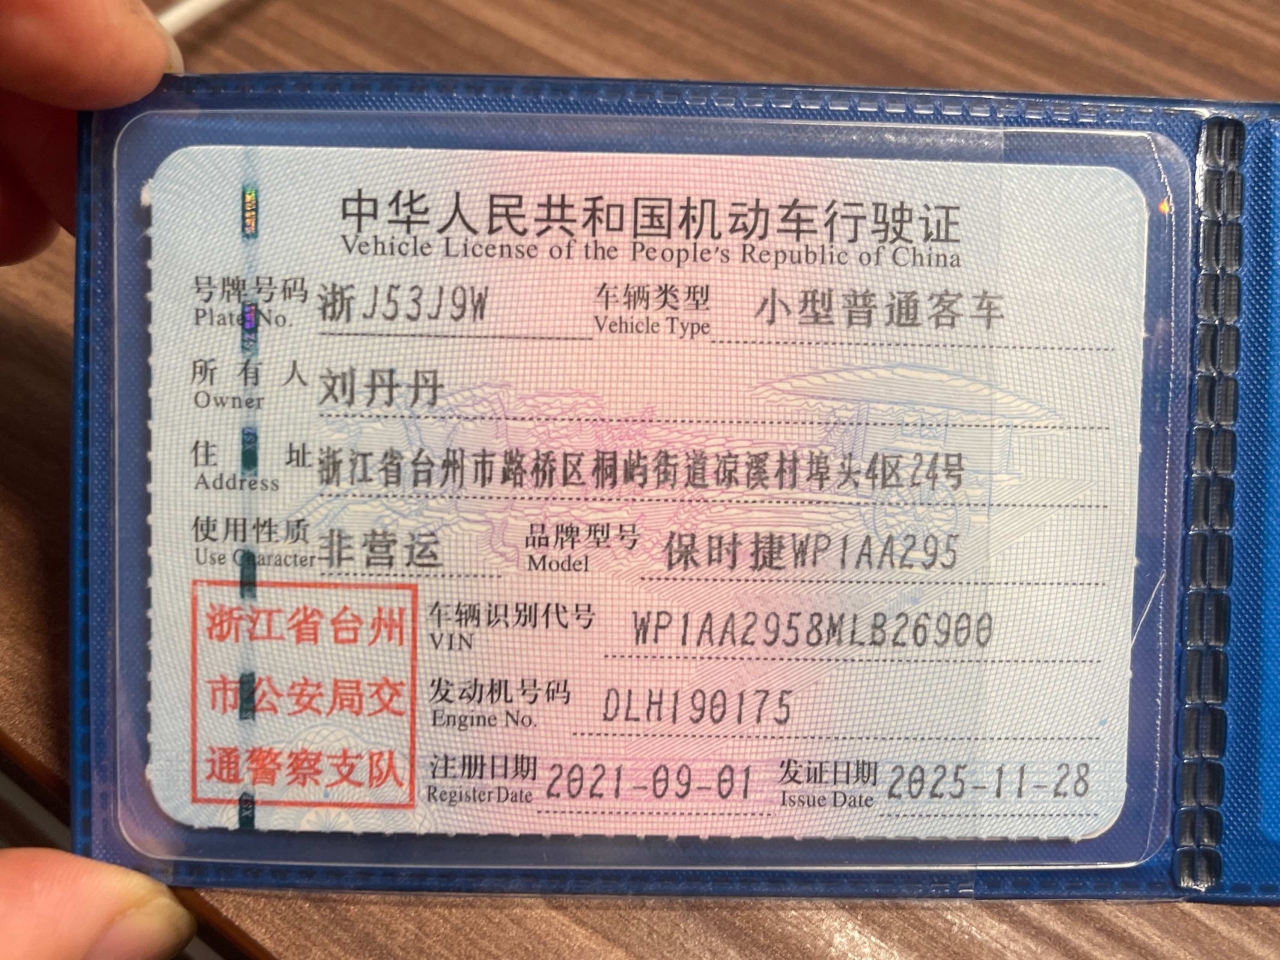 中华人民共和国机动车行驶证
Vehicle License of the People's Republic of China
号牌号码 浙J53J9W 车辆类型 小型普通客车
Plate No. Vehicle Type
所有人 刘丹丹
Owner
住址 浙江省台州市路桥区桐屿街道凉溪村埠头4区24号
Address
使用性质 非营运 品牌型号 保时捷WP1AA295
Use Character Model
浙江省台州
市公安局交
通警察支队
车辆识别代号 WP1AA2958MLB26900
VIN
发动机号码 DLH190175
Engine No.
注册日期 2021-09-01 发证日期 2025-11-28
Register Date Issue Date